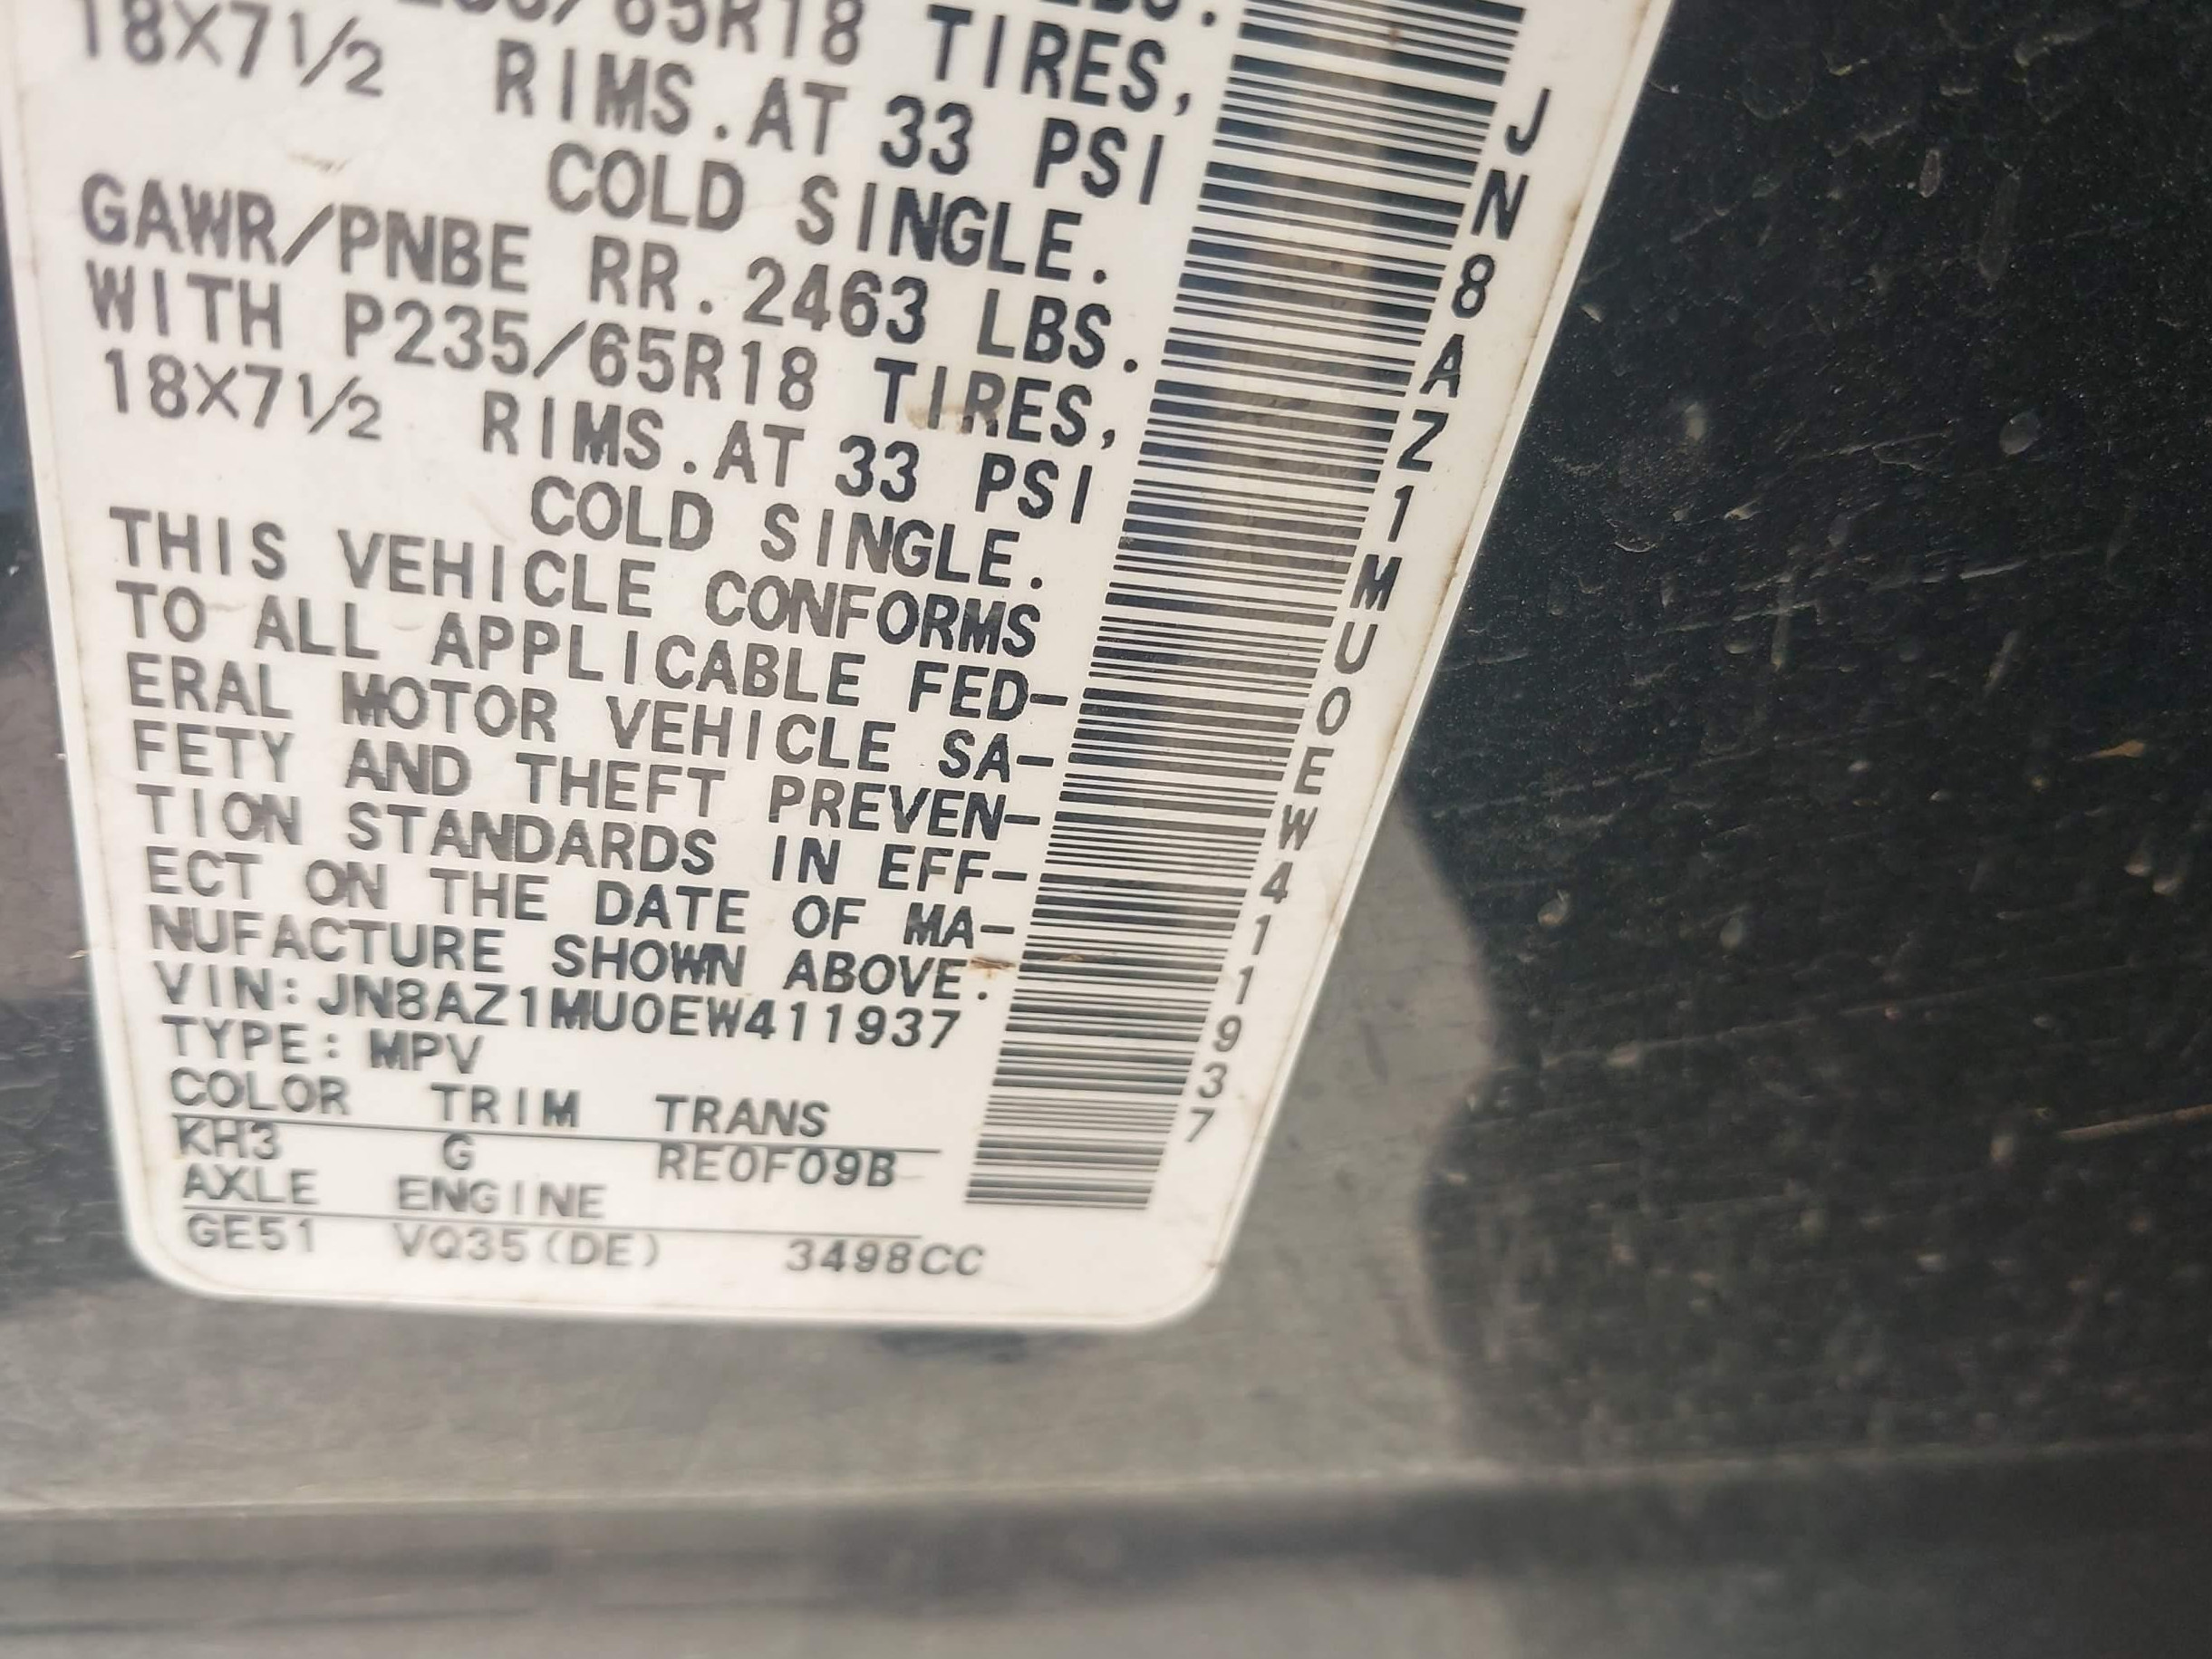 65R18 TIRES,
18X7½ RIMS.AT 33 PSI
COLD SINGLE.
GAWR/PNBE RR.2463 LBS.
WITH P235/65R18 TIRES,
18X7½ RIMS.AT 33 PSI
COLD SINGLE.
THIS VEHICLE CONFORMS
TO ALL APPLICABLE FED-
ERAL MOTOR VEHICLE SA-
FETY AND THEFT PREVEN-
TION STANDARDS IN EFF-
ECT ON THE DATE OF MA-
NUFACTURE SHOWN ABOVE.
VIN:JN8AZ1MU0EW411937
TYPE:MPV
COLOR TRIM TRANS
KH3 G RE0F09B
AXLE ENGINE
GE51 VQ35(DE) 3498CC
JN8AZ1MU0EW411937